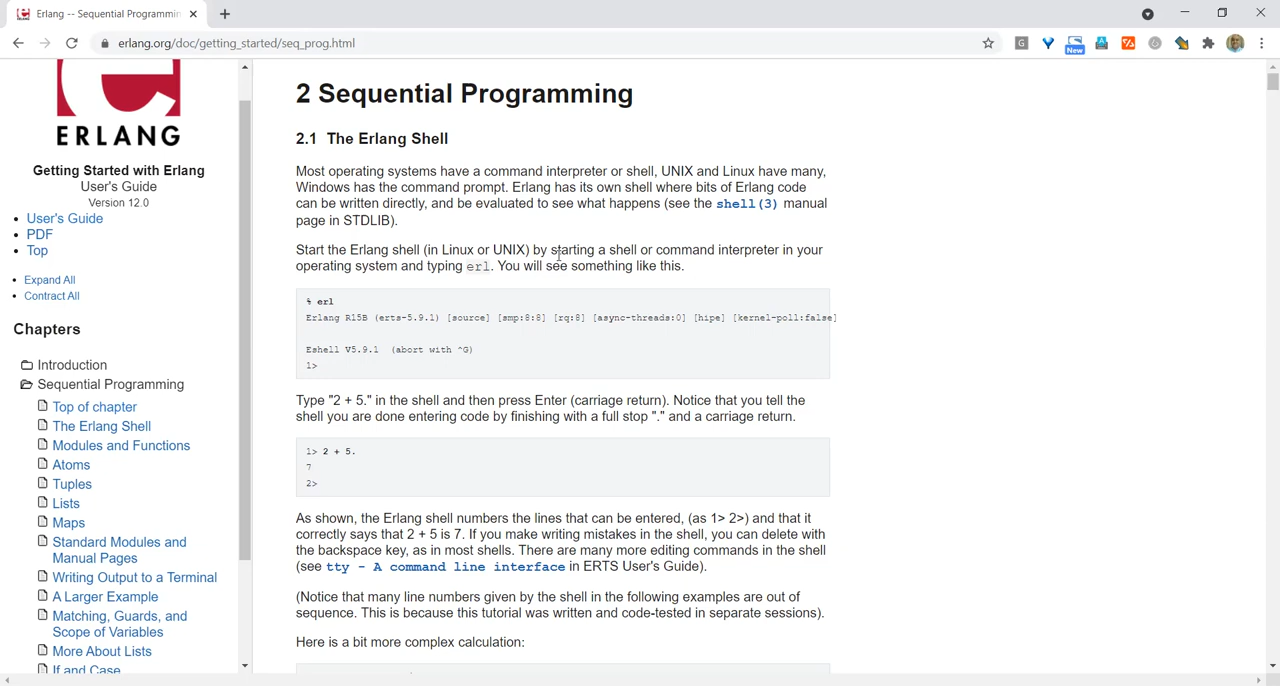 Erlang -- Sequential Programmin
erlang.org/doc/getting_started/seq_prog.html
New
ERLANG
Getting Started with Erlang
User's Guide
Version 12.0
User's Guide
PDF
Top
Expand All
Contract All
Chapters
Introduction
Sequential Programming
Top of chapter
The Erlang Shell
Modules and Functions
Atoms
Tuples
Lists
Maps
Standard Modules and
Manual Pages
Writing Output to a Terminal
A Larger Example
Matching, Guards, and
Scope of Variables
More About Lists
If and Case
2 Sequential Programming
2.1 The Erlang Shell
Most operating systems have a command interpreter or shell, UNIX and Linux have many,
Windows has the command prompt. Erlang has its own shell where bits of Erlang code
can be written directly, and be evaluated to see what happens (see the shell(3) manual
page in STDLIB).
Start the Erlang shell (in Linux or UNIX) by starting a shell or command interpreter in your
operating system and typing erl. You will see something like this.
% erl
Erlang R15B (erts-5.9.1) [source] [smp:8:8] [rq:8] [async-threads:0] [hipe] [kernel-poll:false]
Eshell V5.9.1 (abort with ^G)
1>
Type "2 + 5." in the shell and then press Enter (carriage return). Notice that you tell the
shell you are done entering code by finishing with a full stop "." and a carriage return.
1> 2 + 5.
7
2>
As shown, the Erlang shell numbers the lines that can be entered, (as 1> 2>) and that it
correctly says that 2 + 5 is 7. If you make writing mistakes in the shell, you can delete with
the backspace key, as in most shells. There are many more editing commands in the shell
(see tty - A command line interface in ERTS User's Guide).
(Notice that many line numbers given by the shell in the following examples are out of
sequence. This is because this tutorial was written and code-tested in separate sessions).
Here is a bit more complex calculation: